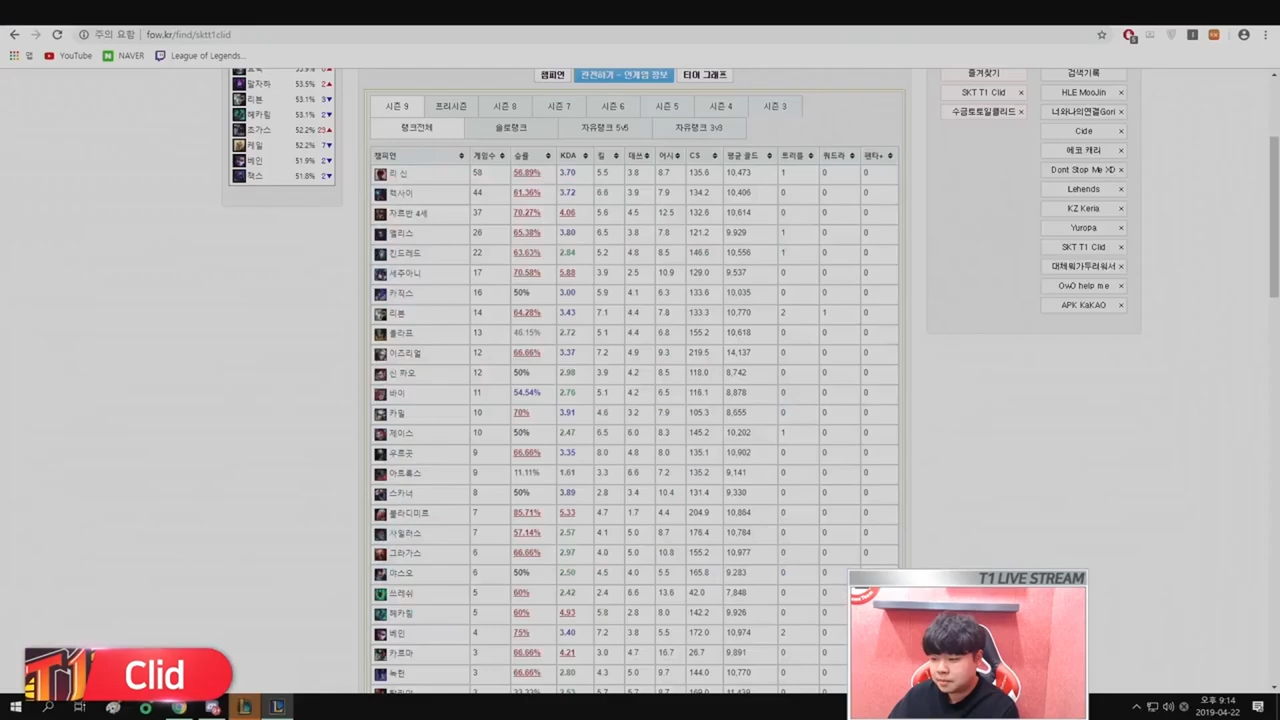 주의 요함 fow.kr/find/sktt1clid
앱 YouTube NAVER League of Legends...
말자하 53.5% 2▲
리븐 53.1% 3▼
헤카림 53.1% 2▼
초가스 52.2% 23▲
케일 52.2% 7▼
베인 51.9% 2▼
잭스 51.8% 2▼
챔피언 관전하기 - 인게임 정보 티어 그래프
시즌 9 프리시즌 시즌 8 시즌 7 시즌 6 시즌 5 시즌 4 시즌 3
랭크전체 솔로랭크 자유랭크 5v5 자유랭크 3v3
챔피언 게임수 승률 KDA 킬 데쓰 어시 CS 평균 골드 트리플 쿼드라 펜타+
리 신 58 56.89% 3.70 5.5 3.8 8.7 135.6 10,473 1 0 0
렉사이 44 61.36% 3.72 6.6 3.9 7.9 134.2 10,406 0 0 0
자르반 4세 37 70.27% 4.06 5.6 4.5 12.5 132.6 10,614 0 0 0
엘리스 26 65.38% 3.80 6.5 3.8 7.8 121.2 9,929 1 0 0
킨드레드 22 63.63% 2.84 5.2 4.8 8.5 146.6 10,556 1 0 0
세주아니 17 70.58% 5.88 3.9 2.5 10.9 129.0 9,537 0 0 0
카직스 16 50% 3.00 5.9 4.1 6.3 133.6 10,035 0 0 0
리븐 14 64.28% 3.43 7.1 4.4 7.8 133.3 10,770 2 1 0
올라프 13 46.15% 2.72 5.1 4.4 6.8 155.2 10,618 0 0 0
이즈리얼 12 66.66% 3.37 7.2 4.9 9.3 219.5 14,137 0 0 0
신 짜오 12 50% 2.98 3.9 4.2 8.5 118.0 8,742 0 0 0
바이 11 54.54% 2.76 5.1 4.2 6.5 116.1 8,878 0 0 0
카밀 10 70% 3.91 4.6 3.2 7.9 105.3 8,655 0 0 0
제이스 10 50% 2.47 6.5 6.0 8.3 145.2 10,202 1 0 0
우르곳 9 66.66% 3.35 8.0 4.8 8.0 135.1 10,902 0 0 0
아트록스 9 11.11% 1.61 3.3 6.6 7.2 135.2 9,141 0 0 0
스카너 8 50% 3.89 2.8 3.4 10.4 131.4 9,330 0 0 0
블라디미르 7 85.71% 5.33 4.7 1.7 4.4 204.9 10,864 0 0 0
사일러스 7 57.14% 2.57 4.1 5.0 8.7 176.4 10,784 0 0 0
그라가스 6 66.66% 2.97 4.0 5.0 10.8 155.2 10,977 0 0 0
야스오 6 50% 2.50 4.5 4.0 5.5 165.8 9,283 0 0
쓰레쉬 5 60% 2.42 2.4 6.6 13.6 42.0 7,848 0 0
헤카림 5 60% 4.93 5.8 2.8 8.0 142.2 9,926 0 0
베인 4 75% 3.40 7.2 3.8 5.5 172.0 10,974 2 0
카르마 3 66.66% 4.21 3.0 4.7 16.7 26.7 9,891 0 0
녹턴 3 66.66% 2.80 4.3 5.0 9.7 144.0 10,770 0 0
즐겨찾기
SKT T1 Clid ×
수금토토일클리드 ×
검색기록
HLE MooJin ×
너와나의연결Gori ×
Cide ×
에코 캐리 ×
Dont Stop Me XD ×
Lehends ×
KZ Keria ×
Yuropa ×
SKT T1 Clid ×
대체뭐가두려워서 ×
OwO help me ×
APK KaKAO ×
T1 LIVE STREAM
T1 Clid
오후 9:14
2019-04-22